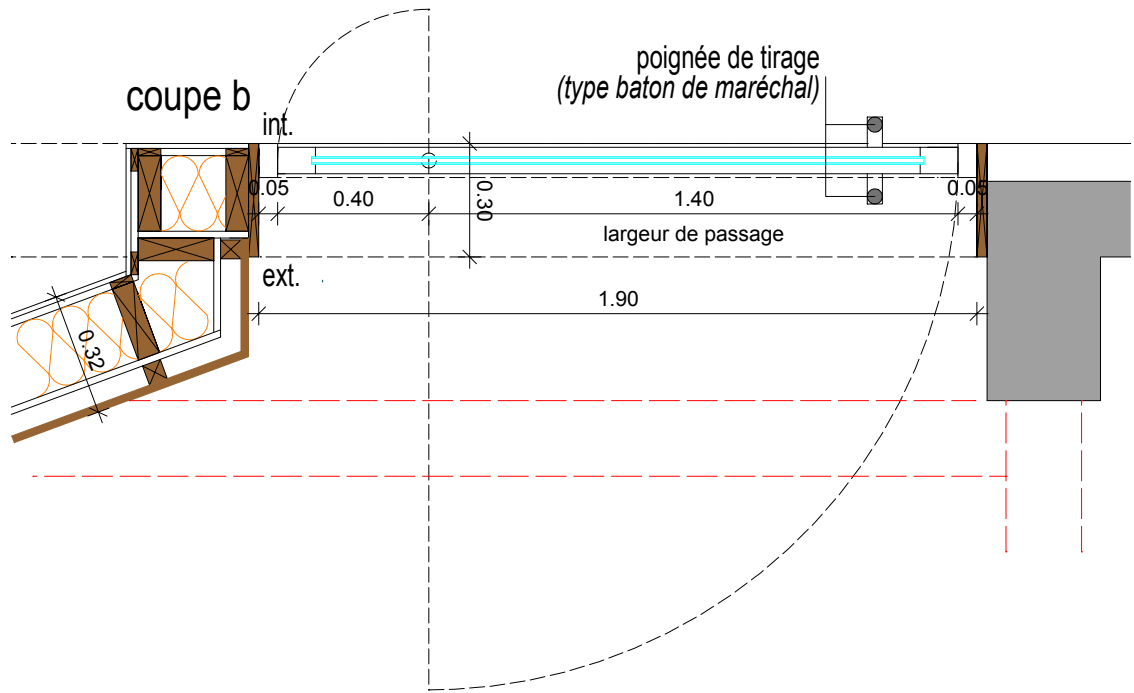 poignée de tirage
(type baton de maréchal)
coupe b
int.
0.05
0.40
0.30
1.40
0.05
largeur de passage
ext.
1.90
0.32